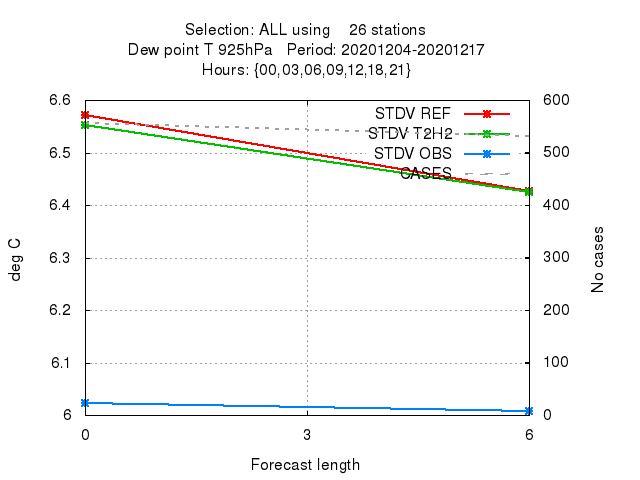 Selection: ALL using    26 stations
Dew point T 925hPa   Period: 20201204-20201217
Hours: {00,03,06,09,12,18,21}
6.6
6.5
6.4
6.3
6.2
6.1
6
deg C
STDV REF
STDV T2H2
STDV OBS
CASES
600
500
400
300
200
100
0
No cases
0 3 6
Forecast length